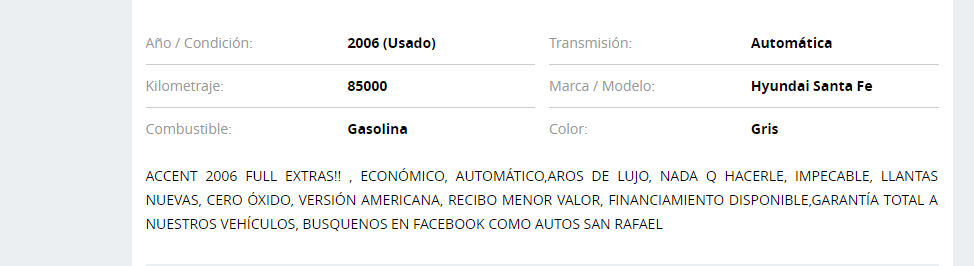 Año / Condición: 2006 (Usado) Transmisión: Automática
Kilometraje: 85000 Marca / Modelo: Hyundai Santa Fe
Combustible: Gasolina Color: Gris
ACCENT 2006 FULL EXTRAS!! , ECONÓMICO, AUTOMÁTICO,AROS DE LUJO, NADA Q HACERLE, IMPECABLE, LLANTAS
NUEVAS, CERO ÓXIDO, VERSIÓN AMERICANA, RECIBO MENOR VALOR, FINANCIAMIENTO DISPONIBLE,GARANTÍA TOTAL A
NUESTROS VEHÍCULOS, BUSQUENOS EN FACEBOOK COMO AUTOS SAN RAFAEL